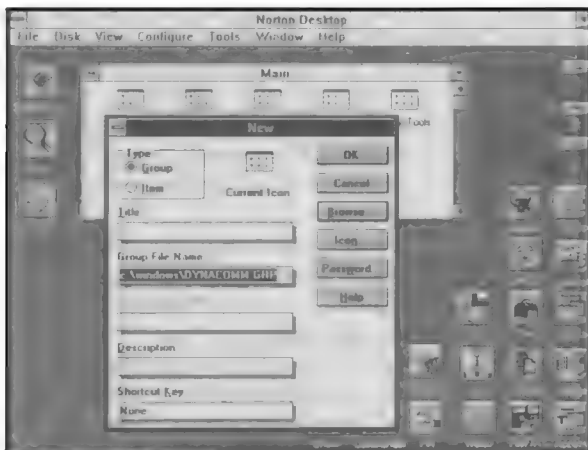 Norton Desktop
File Disk View Configure Tools Window Help
Main
Tools
New
Type
Group
Item
Current Icon
OK
Cancel
Browse
Icon
Password
Help
Title
Group File Name
c:\windows\DYNACOMM.GRP
Description
Shortcut Key
None